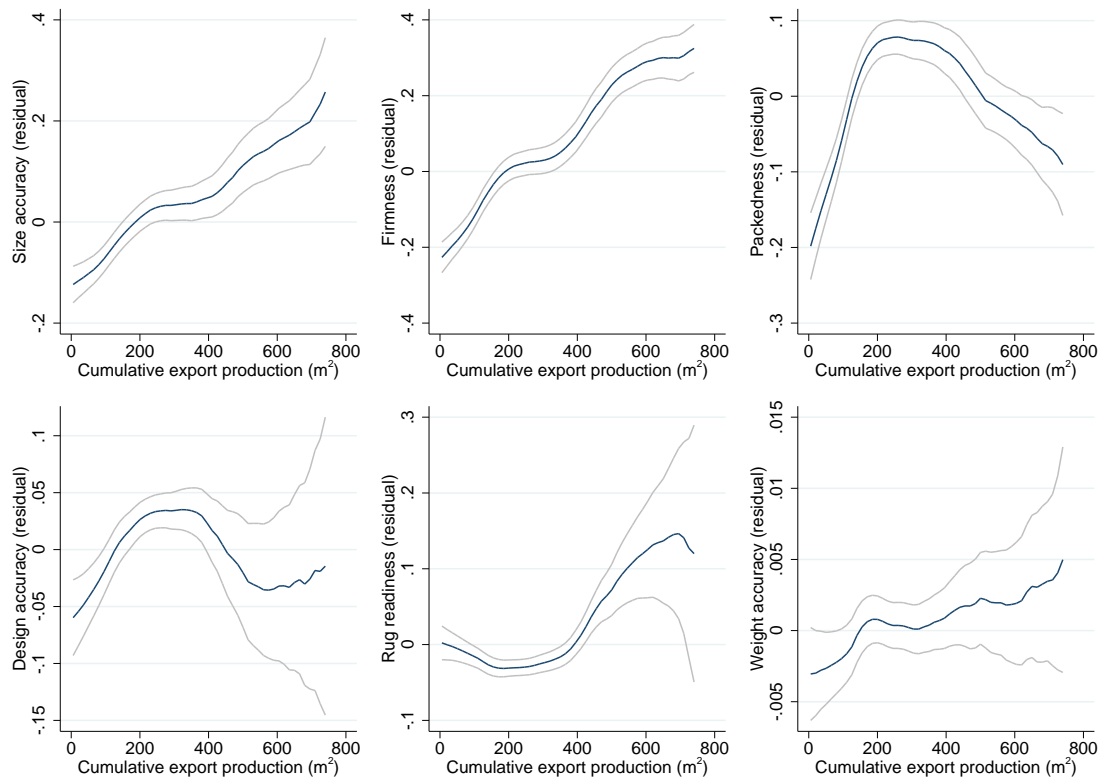 Size accuracy (residual)
.4
.2
0
-.2
0 200 400 600 800
Cumulative export production (m²)
Firmness (residual)
.4
.2
0
-.2
-.4
0 200 400 600 800
Cumulative export production (m²)
Packedness (residual)
.1
0
-.1
-.2
-.3
0 200 400 600 800
Cumulative export production (m²)
Design accuracy (residual)
.1
.05
0
-.05
-.1
-.15
0 200 400 600 800
Cumulative export production (m²)
Rug readiness (residual)
.3
.2
.1
0
-.1
0 200 400 600 800
Cumulative export production (m²)
Weight accuracy (residual)
.015
.01
.005
0
-.005
0 200 400 600 800
Cumulative export production (m²)